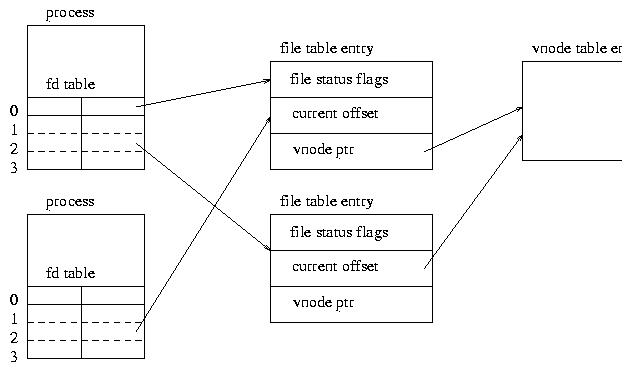 process
fd table
0
1
2
3
file table entry
file status flags
current offset
vnode ptr
vnode table en
process
fd table
0
1
2
3
file table entry
file status flags
current offset
vnode ptr